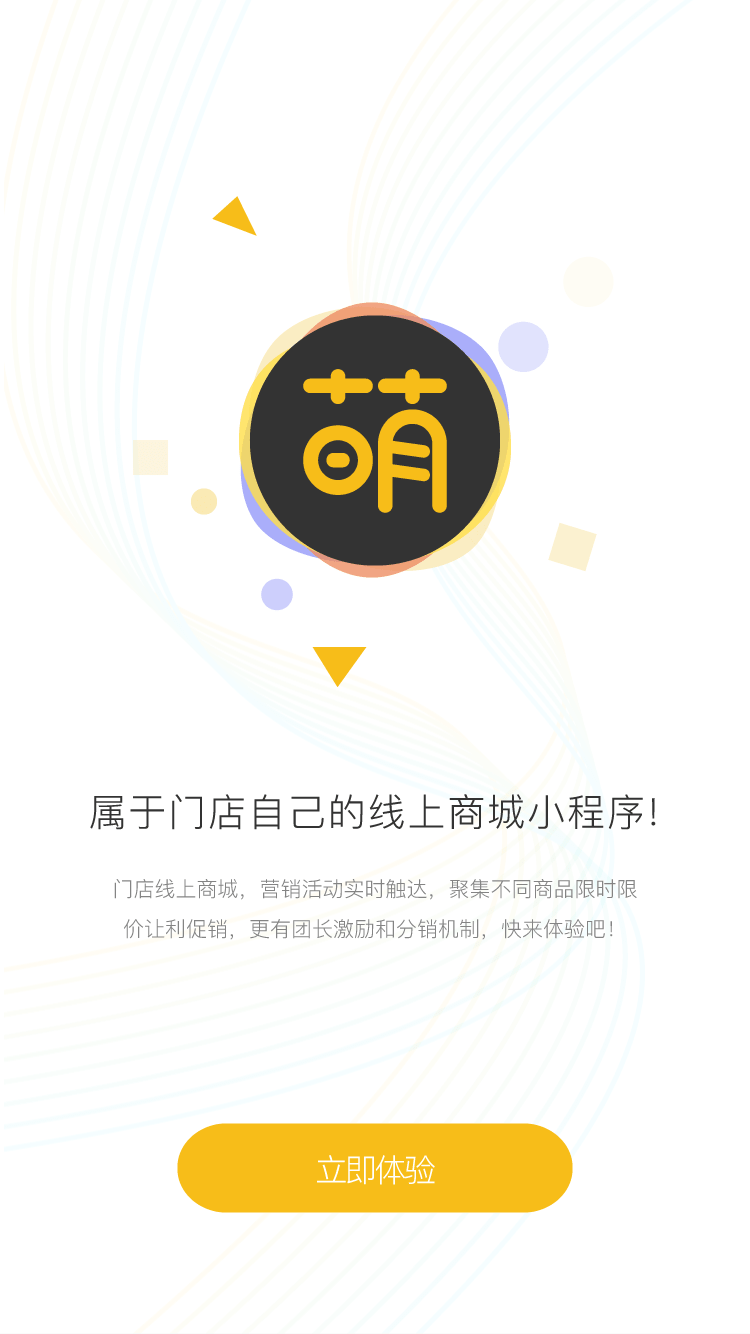 萌
属于门店自己的线上商城小程序!
门店线上商城，营销活动实时触达，聚集不同商品限时限
价让利促销，更有团长激励和分销机制，快来体验吧！
立即体验